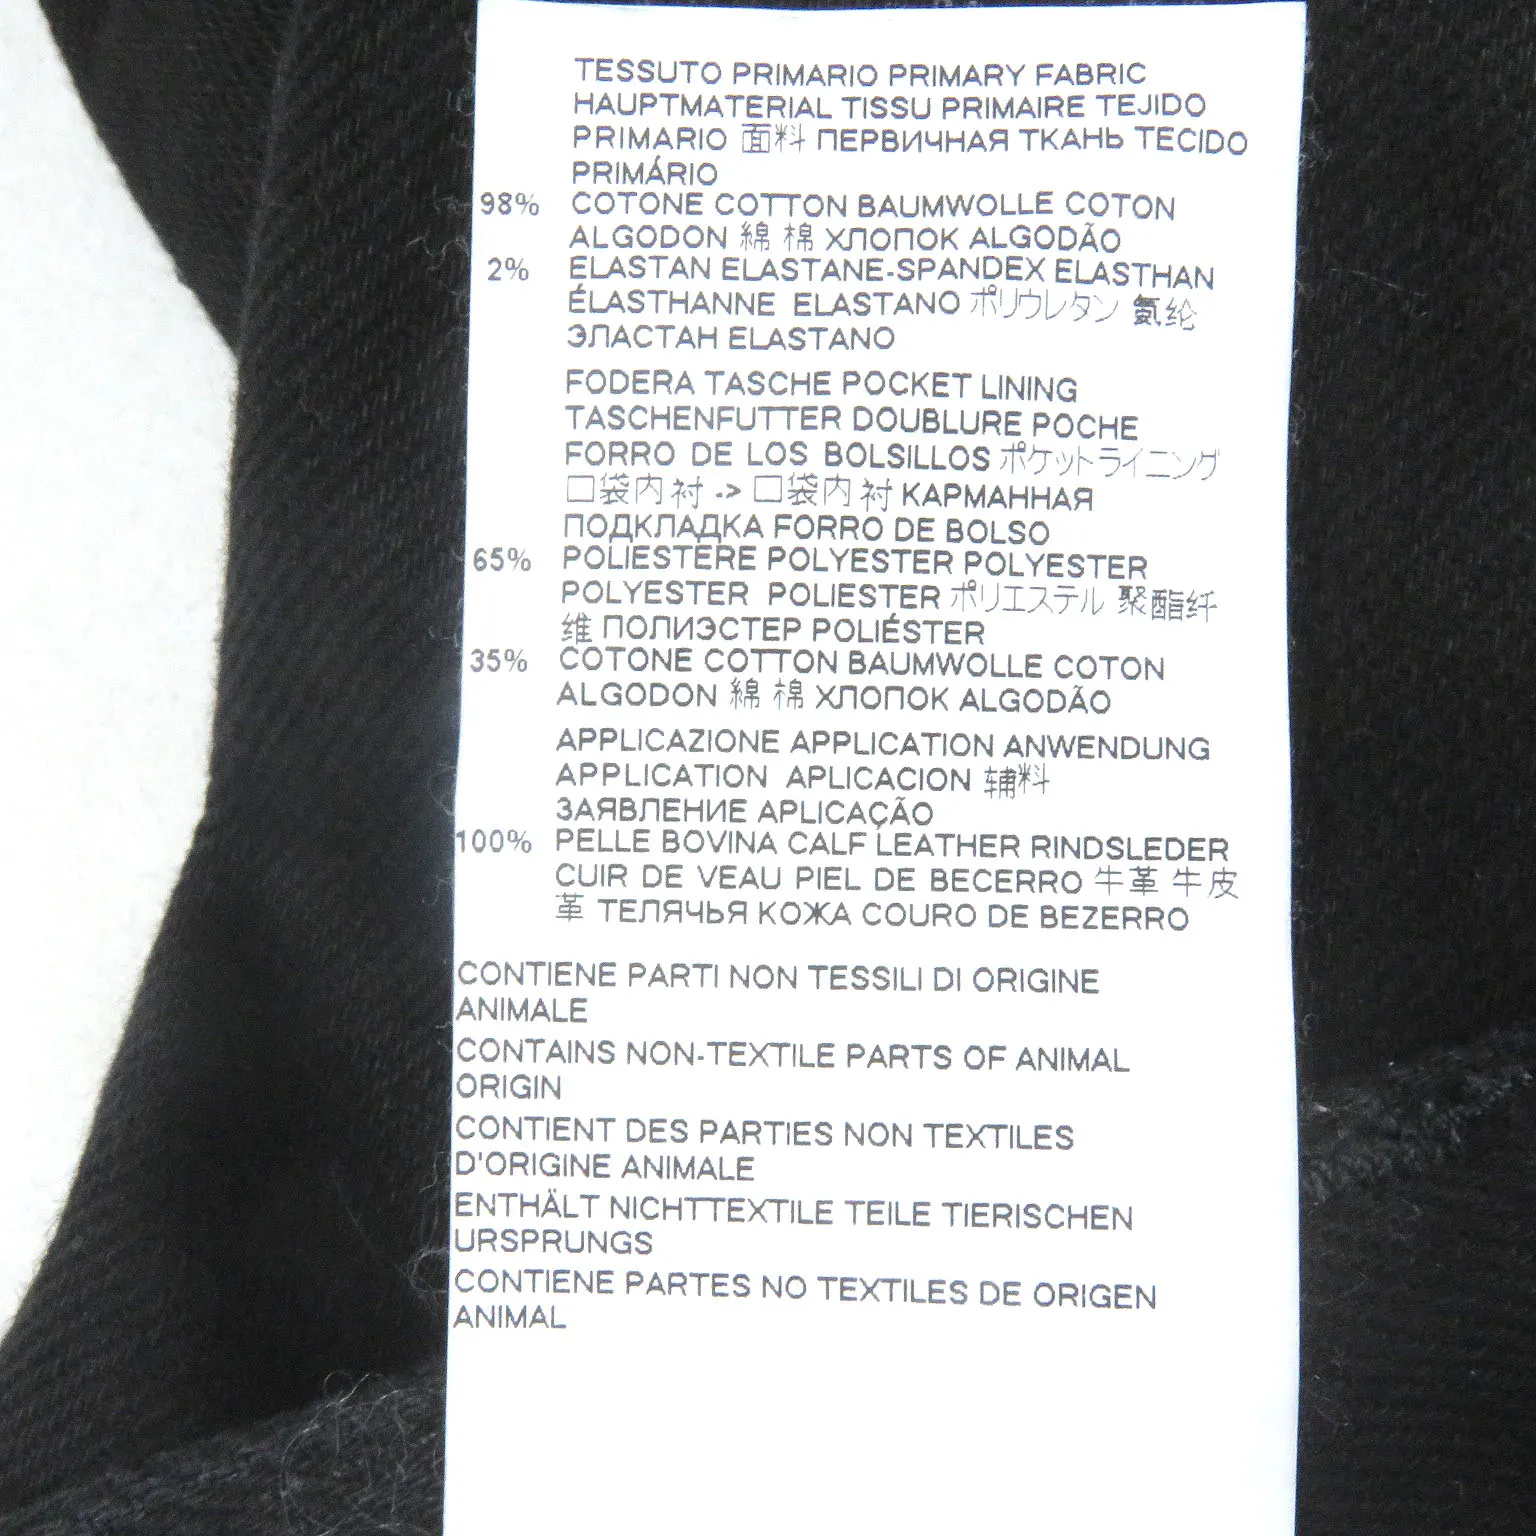 TESSUTO PRIMARIO PRIMARY FABRIC
HAUPTMATERIAL TISSU PRIMAIRE TEJIDO
PRIMARIO 面料 ПЕРВИЧНАЯ ТКАНЬ TECIDO
PRIMÁRIO
98% COTONE COTTON BAUMWOLLE COTON
ALGODON 綿 棉 ХЛОПОК ALGODÃO
2% ELASTAN ELASTANE-SPANDEX ELASTHAN
ÉLASTHANNE ELASTANO ポリウレタン 氨纶
ЭЛАСТАН ELASTANO
FODERA TASCHE POCKET LINING
TASCHENFUTTER DOUBLURE POCHE
FORRO DE LOS BOLSILLOS ポケットライニング
口袋内衬 -> 口袋内衬 КАРМАННАЯ
ПОДКЛАДКА FORRO DE BOLSO
65% POLIESTERE POLYESTER POLYESTER
POLYESTER POLIESTER ポリエステル 聚酯纤
维 ПОЛИЭСТЕР POLIÉSTER
35% COTONE COTTON BAUMWOLLE COTON
ALGODON 綿 棉 ХЛОПОК ALGODÃO
APPLICAZIONE APPLICATION ANWENDUNG
APPLICATION APLICACION 辅料
ЗАЯВЛЕНИЕ APLICAÇÃO
100% PELLE BOVINA CALF LEATHER RINDSLEDER
CUIR DE VEAU PIEL DE BECERRO 牛革 牛皮
革 ТЕЛЯЧЬЯ КОЖА COURO DE BEZERRO
CONTIENE PARTI NON TESSILI DI ORIGINE
ANIMALE
CONTAINS NON-TEXTILE PARTS OF ANIMAL
ORIGIN
CONTIENT DES PARTIES NON TEXTILES
D'ORIGINE ANIMALE
ENTHÄLT NICHTTEXTILE TEILE TIERISCHEN
URSPRUNGS
CONTIENE PARTES NO TEXTILES DE ORIGEN
ANIMAL